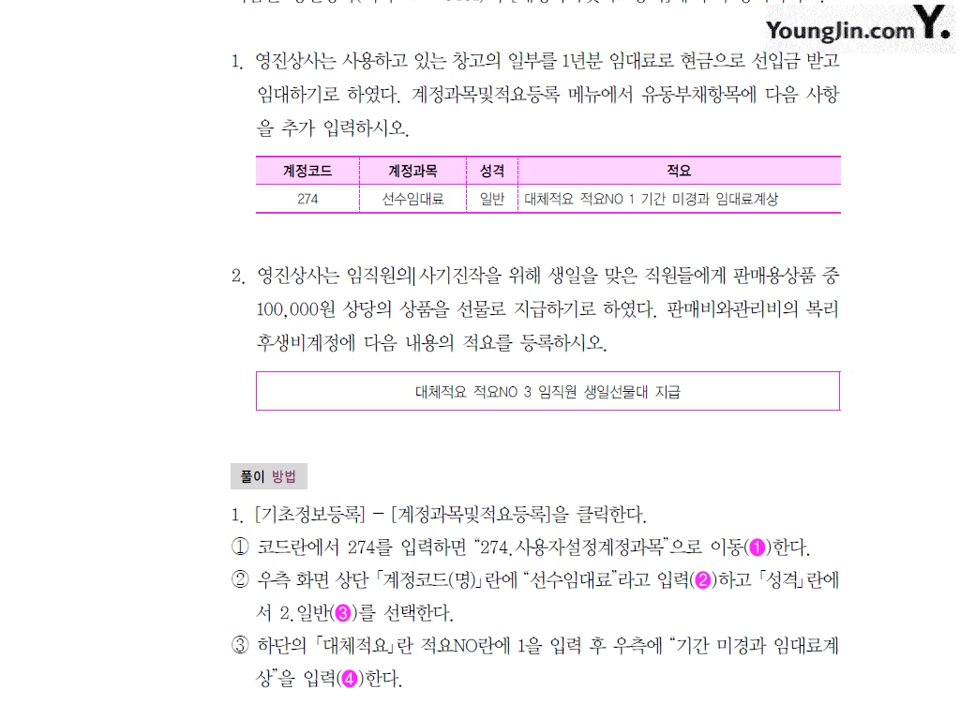 YoungJin.com Y.
1. 영진상사는 사용하고 있는 창고의 일부를 1년분 임대료로 현금으로 선입금 받고
임대하기로 하였다. 계정과목및적요등록 메뉴에서 유동부채항목에 다음 사항
을 추가 입력하시오.
계정코드 계정과목 성격 적요
274 선수임대료 일반 대체적요 적요NO 1 기간 미경과 임대료계상
2. 영진상사는 임직원의 사기진작을 위해 생일을 맞은 직원들에게 판매용상품 중
100,000원 상당의 상품을 선물로 지급하기로 하였다. 판매비와관리비의 복리
후생비계정에 다음 내용의 적요를 등록하시오.
대체적요 적요NO 3 임직원 생일선물대 지급
풀이 방법
1. [기초정보등록] - [계정과목및적요등록]을 클릭한다.
① 코드란에서 274를 입력하면 “274.사용자설정계정과목”으로 이동(❶)한다.
② 우측 화면 상단 「계정코드(명)」란에 “선수임대료”라고 입력(❷)하고 「성격」란에
서 2.일반(❸)를 선택한다.
③ 하단의 「대체적요」란 적요NO란에 1을 입력 후 우측에 “기간 미경과 임대료계
상”을 입력(❹)한다.